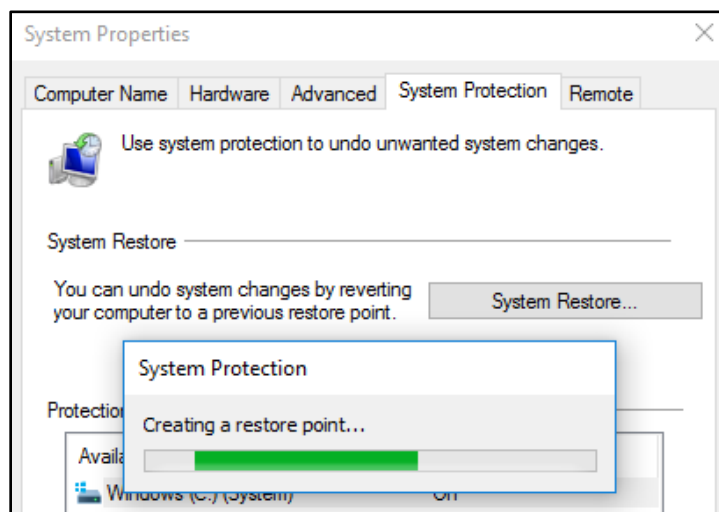 System Properties
Computer Name Hardware Advanced System Protection Remote
Use system protection to undo unwanted system changes.
System Restore
You can undo system changes by reverting
your computer to a previous restore point.
System Restore...
System Protection
Creating a restore point...
Windows (C:) (System) On